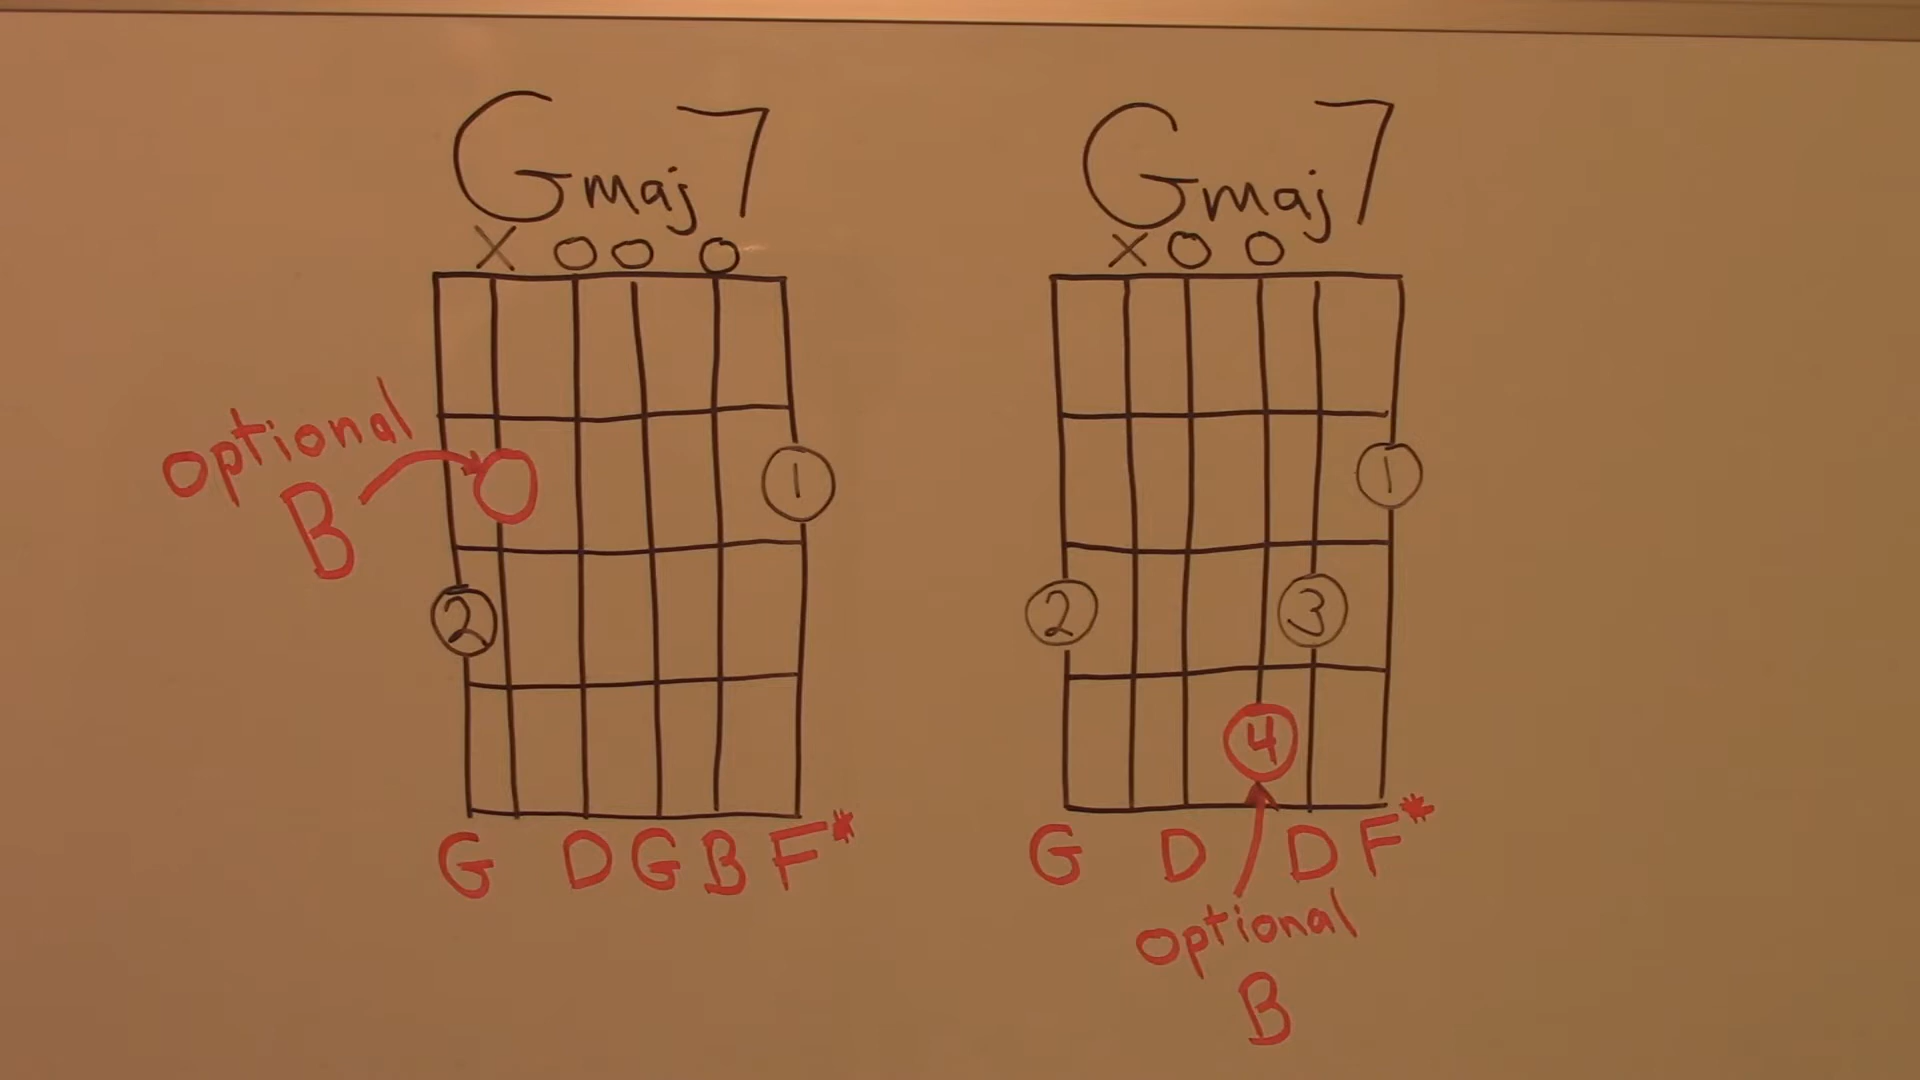 Gmaj7
X O O O
optional
B
1
2
G D G B F*
Gmaj7
X O O
1
2 3
4
G D D F*
optional
B